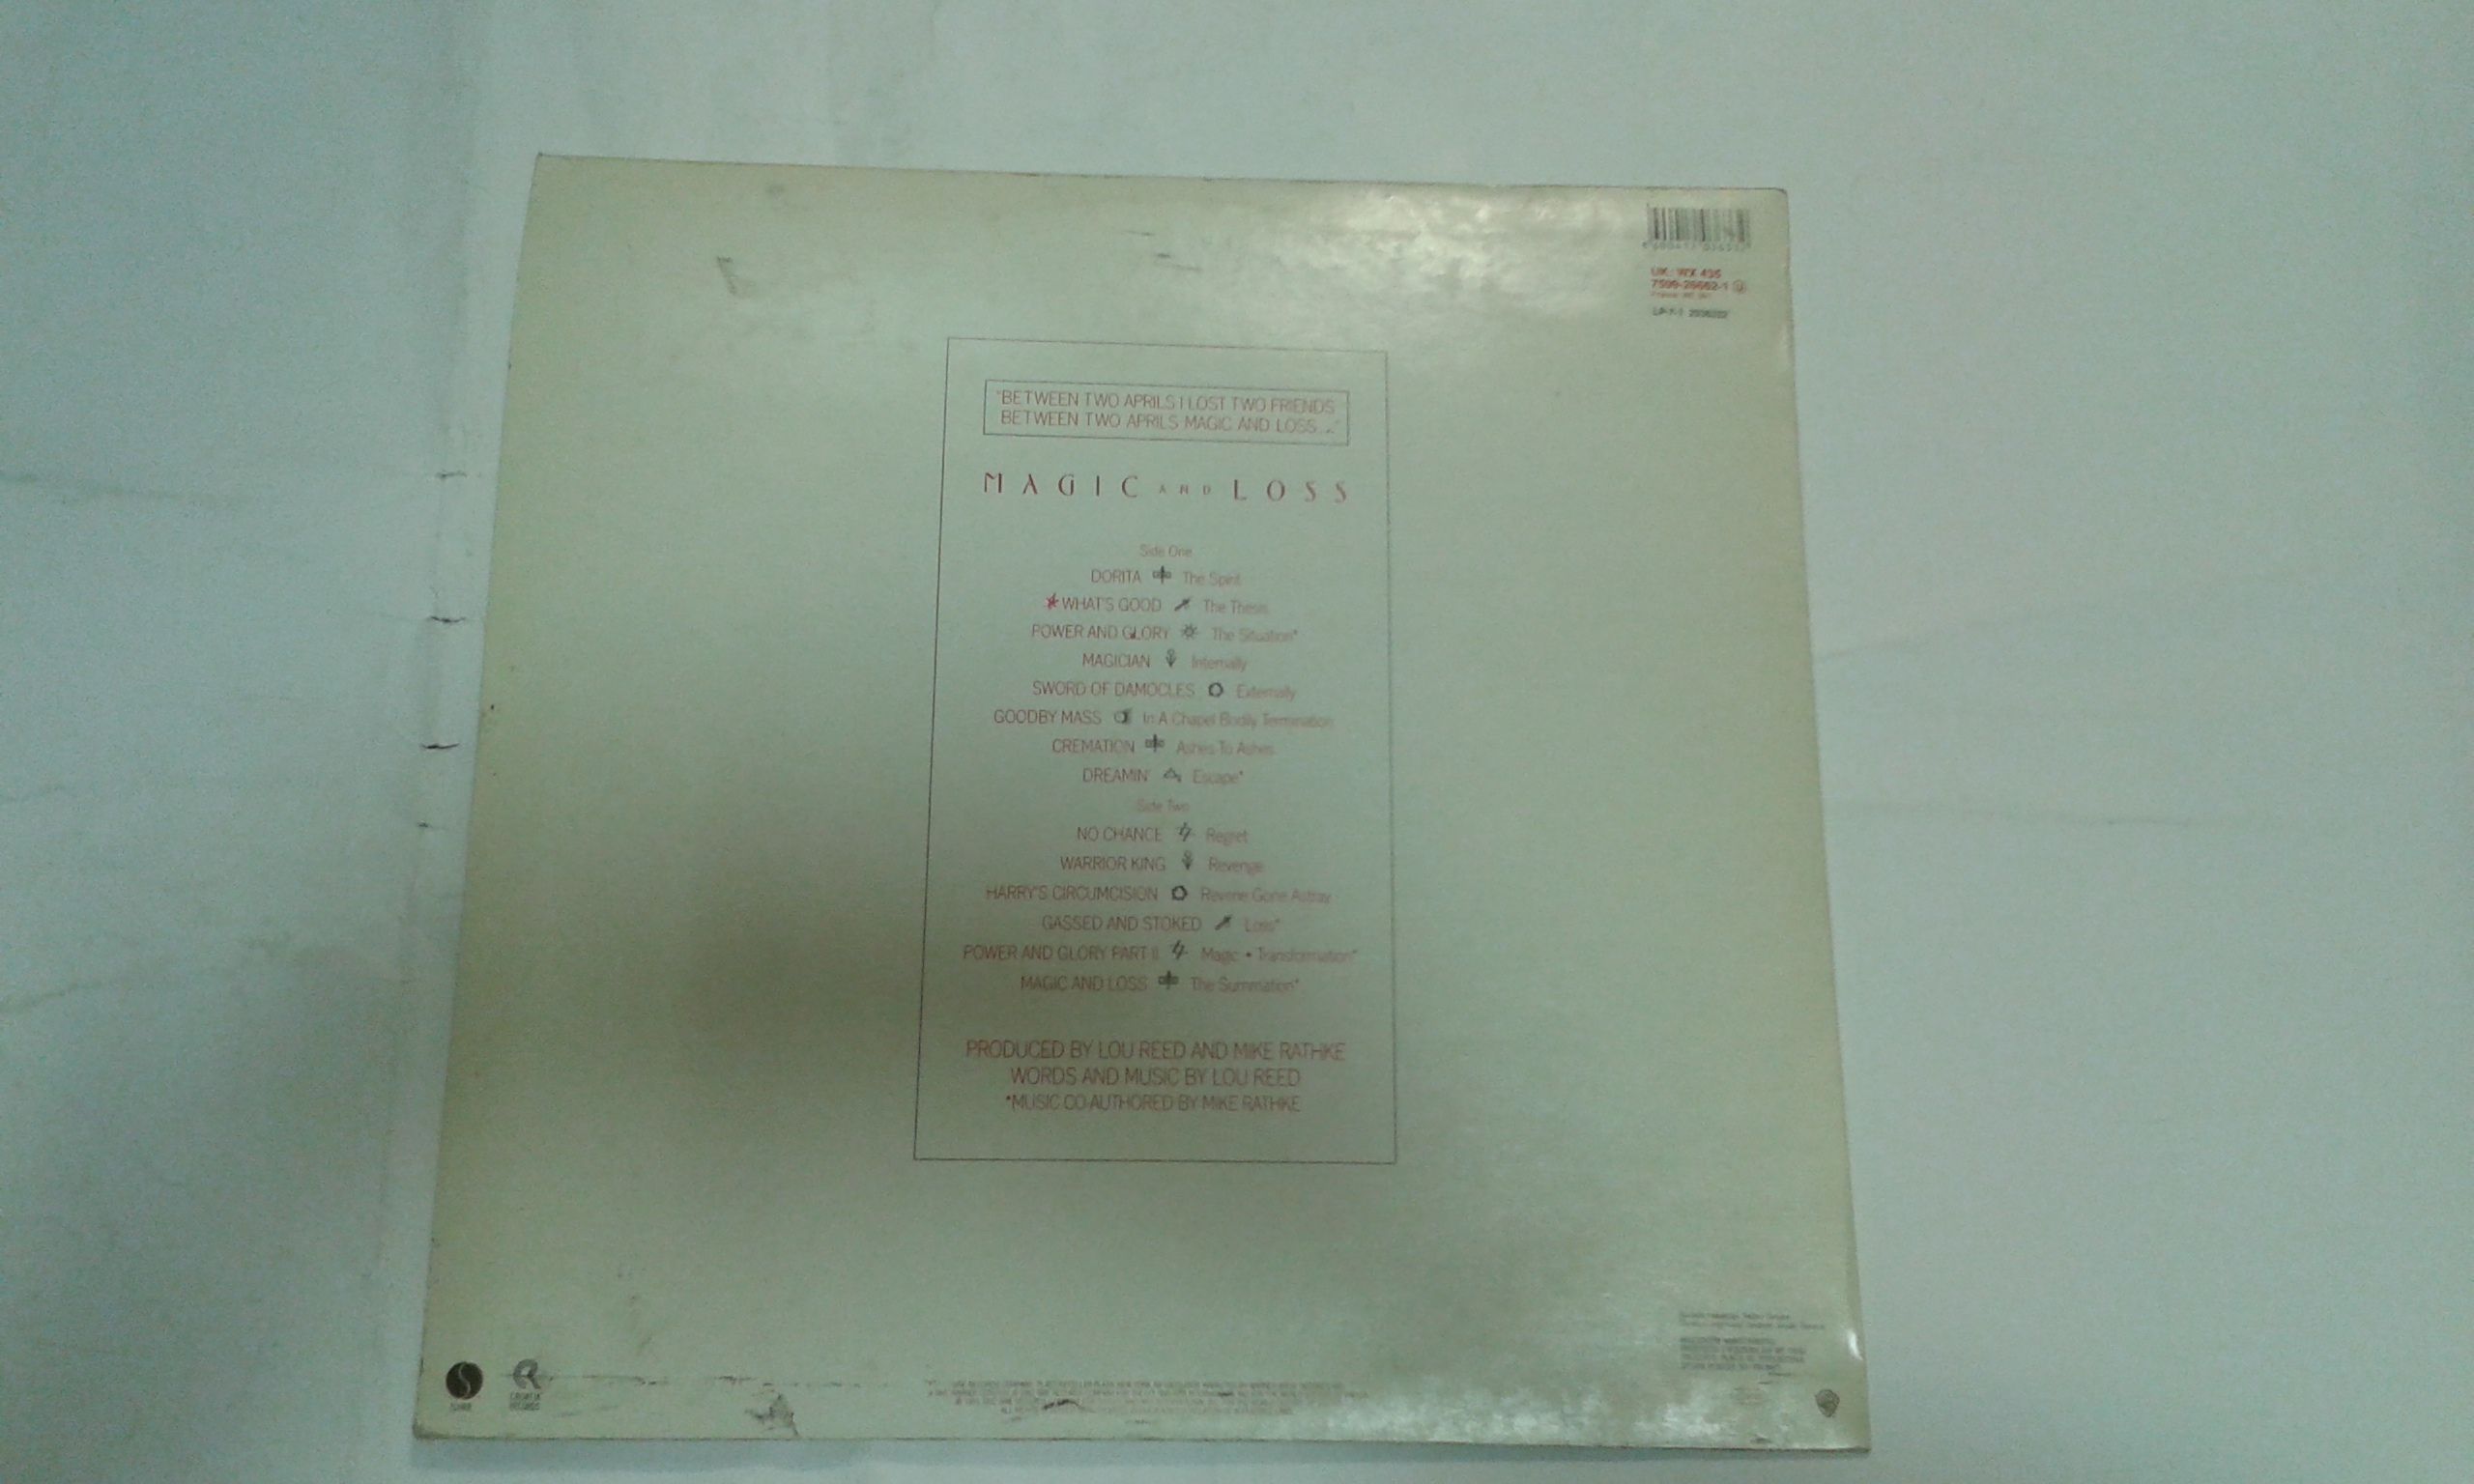 UK: WX 435
7599-26662-1
"BETWEEN TWO APRILS I LOST TWO FRIENDS
BETWEEN TWO APRILS MAGIC AND LOSS..."
MAGIC AND LOSS
Side One
DORITA The Spirit
*WHAT'S GOOD The Thesis
POWER AND GLORY The Situation*
MAGICIAN Internally
SWORD OF DAMOCLES Externally
GOODBY MASS In A Chapel Bodily Termination
CREMATION Ashes To Ashes
DREAMIN' Escape*
Side Two
NO CHANCE Regret
WARRIOR KING Revenge
HARRY'S CIRCUMCISION Reverie Gone Astray
GASSED AND STOKED Loss*
POWER AND GLORY PART II Magic • Transformation*
MAGIC AND LOSS The Summation*
PRODUCED BY LOU REED AND MIKE RATHKE
WORDS AND MUSIC BY LOU REED
*MUSIC CO-AUTHORED BY MIKE RATHKE
CROATIA
RECORDS